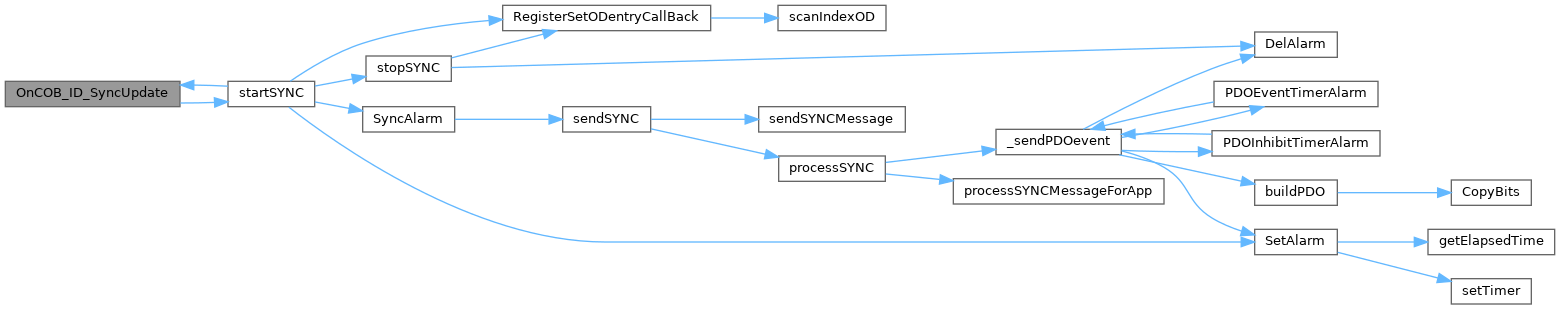 OnCOB_ID_SyncUpdate
startSYNC
RegisterSetODentryCallBack
scanIndexOD
stopSYNC
SyncAlarm
sendSYNC
sendSYNCMessage
processSYNC
_sendPDOevent
processSYNCMessageForApp
DelAlarm
PDOEventTimerAlarm
PDOInhibitTimerAlarm
buildPDO
CopyBits
SetAlarm
getElapsedTime
setTimer